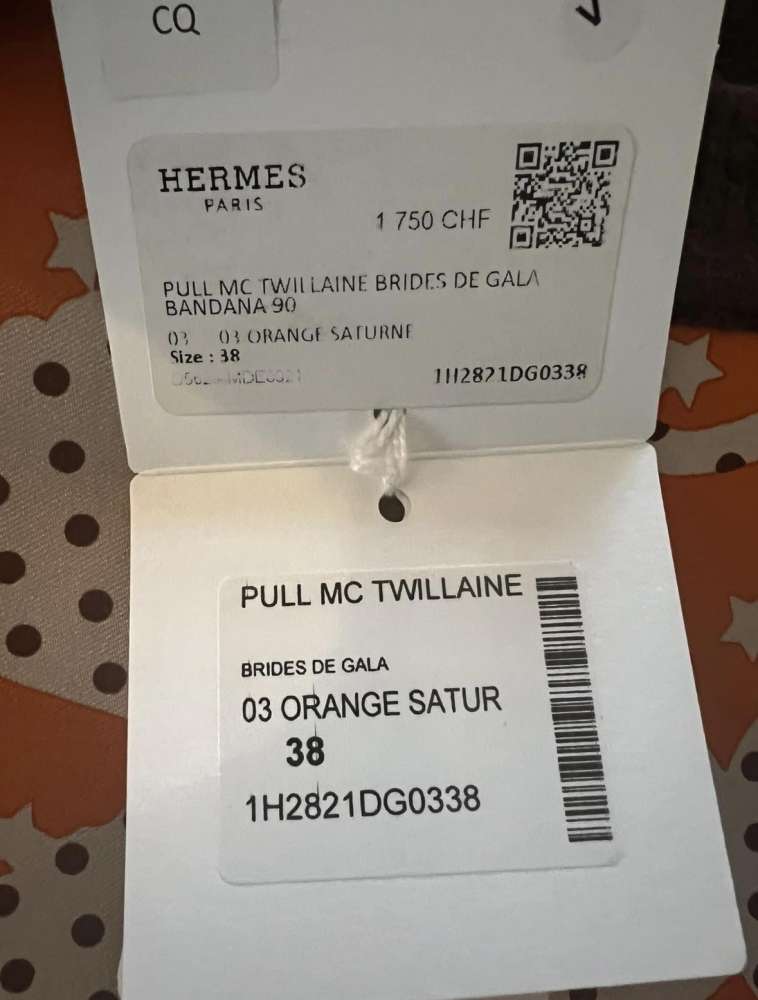 CQ
HERMES
PARIS
1 750 CHF
PULL MC TWILLAINE BRIDES DE GALA
BANDANA 90
03 03 ORANGE SATURNE
Size : 38
1H2821DG0338
PULL MC TWILLAINE
BRIDES DE GALA
03 ORANGE SATUR
38
1H2821DG0338